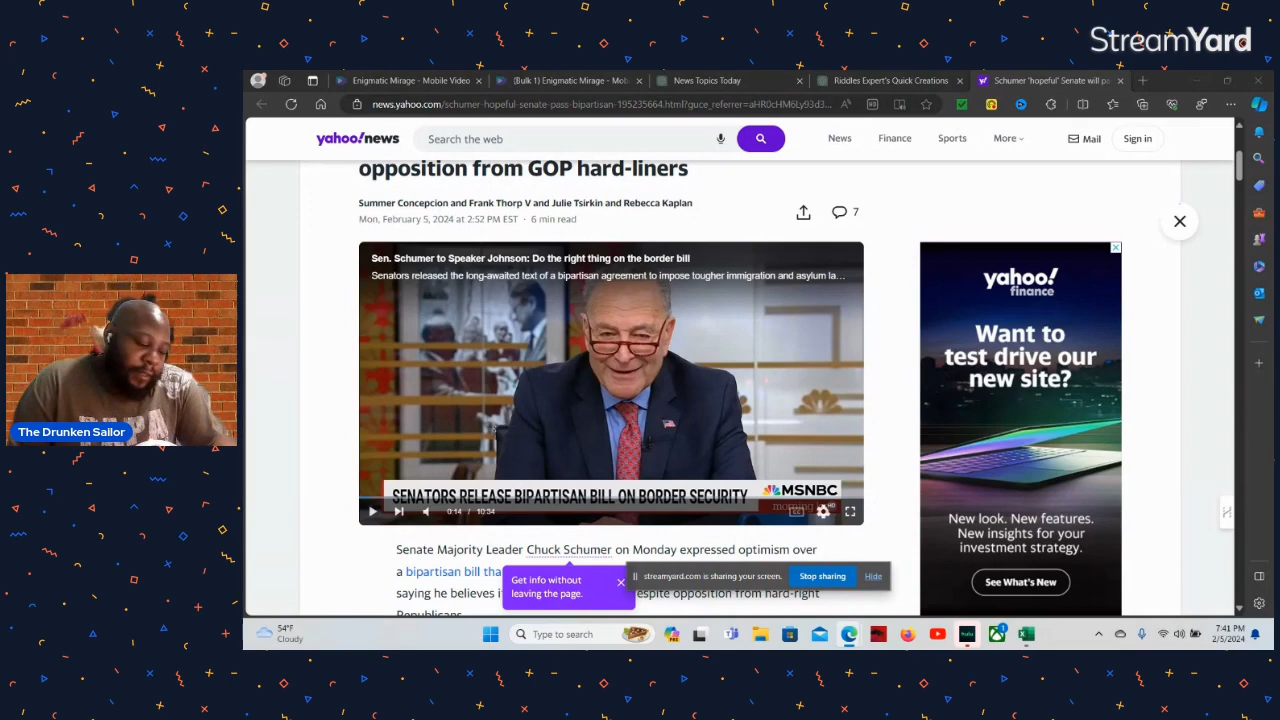 StreamYard
Enigmatic Mirage - Mobile Video
(Bulk 1) Enigmatic Mirage - Mob
News Topics Today
Riddles Expert's Quick Creations
Schumer 'hopeful' Senate will pa
news.yahoo.com/schumer-hopeful-senate-pass-bipartisan-195235664.html?guce_referrer=aHR0cHM6Ly93d3...
yahoo!news
Search the web
News
Finance
Sports
More
Mail
Sign in
opposition from GOP hard-liners
Summer Concepcion and Frank Thorp V and Julie Tsirkin and Rebecca Kaplan
Mon, February 5, 2024 at 2:52 PM EST · 6 min read
7
Sen. Schumer to Speaker Johnson: Do the right thing on the border bill
Senators released the long-awaited text of a bipartisan agreement to impose tougher immigration and asylum la...
SENATORS RELEASE BIPARTISAN BILL ON BORDER SECURITY
MSNBC
morning
0:14 / 10:34
CC
HD
yahoo!
finance
Want to
test drive our
new site?
New look. New features.
New insights for your
investment strategy.
See What's New
Senate Majority Leader Chuck Schumer on Monday expressed optimism over
a bipartisan bill tha
saying he believes i
espite opposition from hard-right
Republicans
Get info without
leaving the page.
streamyard.com is sharing your screen.
Stop sharing
Hide
The Drunken Sailor
54°F
Cloudy
Type to search
hulu
1
7:41 PM
2/5/2024